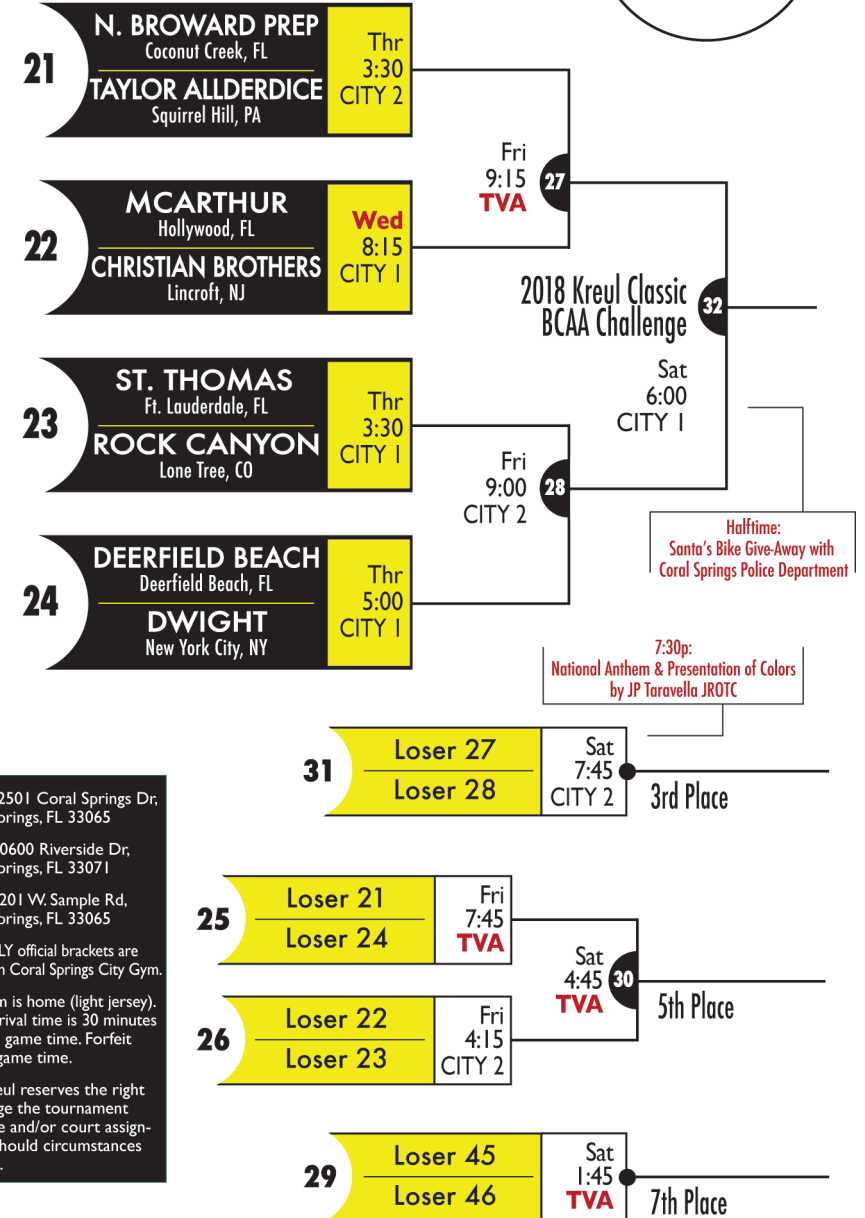 21
N. BROWARD PREP
Coconut Creek, FL
TAYLOR ALLDERDICE
Squirrel Hill, PA
Thr
3:30
CITY 2
22
MCARTHUR
Hollywood, FL
CHRISTIAN BROTHERS
Lincroft, NJ
Wed
8:15
CITY 1
Fri
9:15
TVA
27
23
ST. THOMAS
Ft. Lauderdale, FL
ROCK CANYON
Lone Tree, CO
Thr
3:30
CITY 1
24
DEERFIELD BEACH
Deerfield Beach, FL
DWIGHT
New York City, NY
Thr
5:00
CITY 1
Fri
9:00
CITY 2
28
2018 Kreul Classic
BCAA Challenge
32
Sat
6:00
CITY 1
Halftime:
Santa's Bike Give-Away with
Coral Springs Police Department
7:30p:
National Anthem & Presentation of Colors
by JP Taravella JROTC
31
Loser 27
Loser 28
Sat
7:45
CITY 2
3rd Place
25
Loser 21
Loser 24
Fri
7:45
TVA
26
Loser 22
Loser 23
Fri
4:15
CITY 2
Sat
4:45
TVA
30
5th Place
29
Loser 45
Loser 46
Sat
1:45
TVA
7th Place
2501 Coral Springs Dr,
prings, FL 33065
0600 Riverside Dr,
prings, FL 33071
201 W. Sample Rd,
prings, FL 33065
LY official brackets are
n Coral Springs City Gym.
m is home (light jersey).
rival time is 30 minutes
game time. Forfeit
game time.
eul reserves the right
ge the tournament
e and/or court assign-
hould circumstances
.